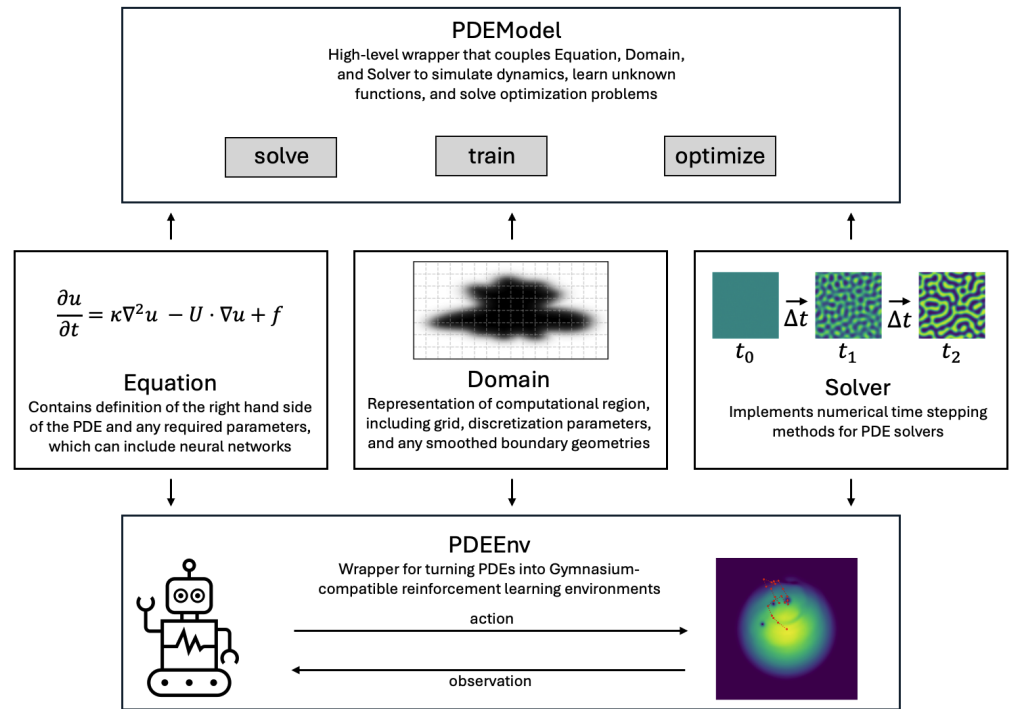 PDEModel
High-level wrapper that couples Equation, Domain,
and Solver to simulate dynamics, learn unknown
functions, and solve optimization problems
solve
train
optimize
∂u/∂t = κ∇²u − U · ∇u + f
Equation
Contains definition of the right hand side
of the PDE and any required parameters,
which can include neural networks
Domain
Representation of computational region,
including grid, discretization parameters,
and any smoothed boundary geometries
Δt Δt
t₀ t₁ t₂
Solver
Implements numerical time stepping
methods for PDE solvers
PDEEnv
Wrapper for turning PDEs into Gymnasium-
compatible reinforcement learning environments
action
observation